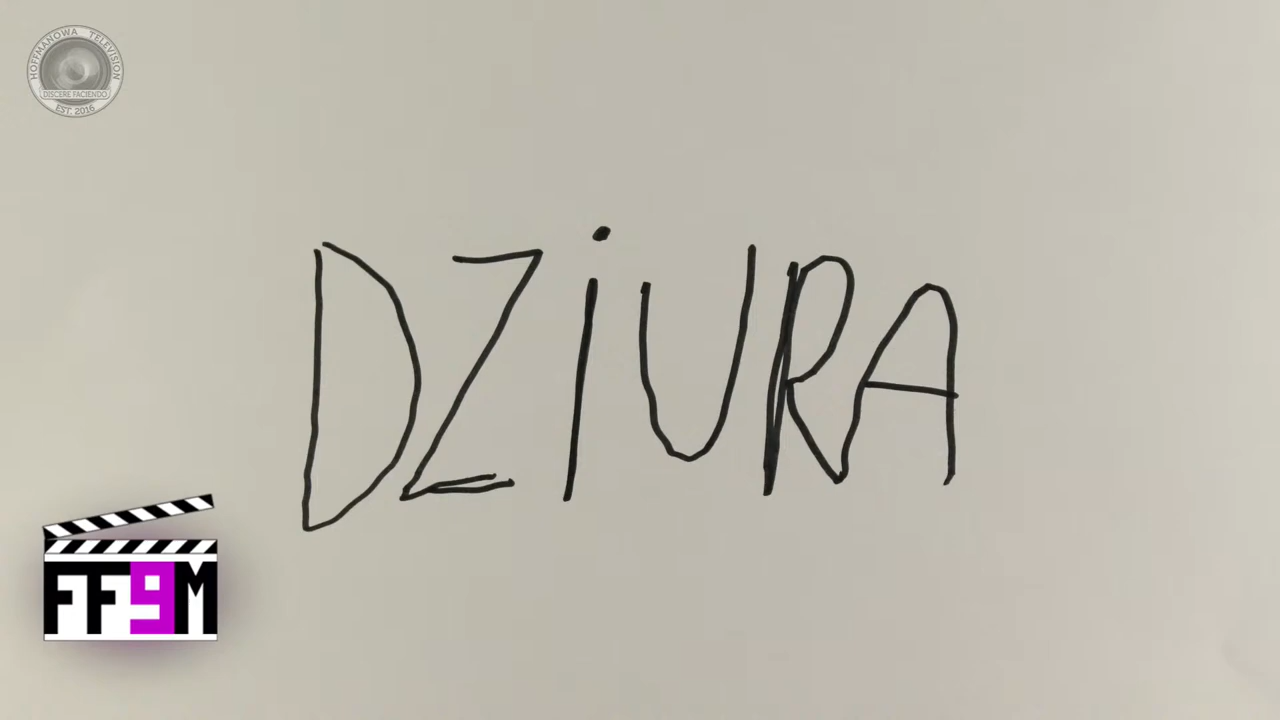 HOFFMANOWA TELEVISION
DISCERE FACIENDO
EST. 2016
DZiURA
FF9M